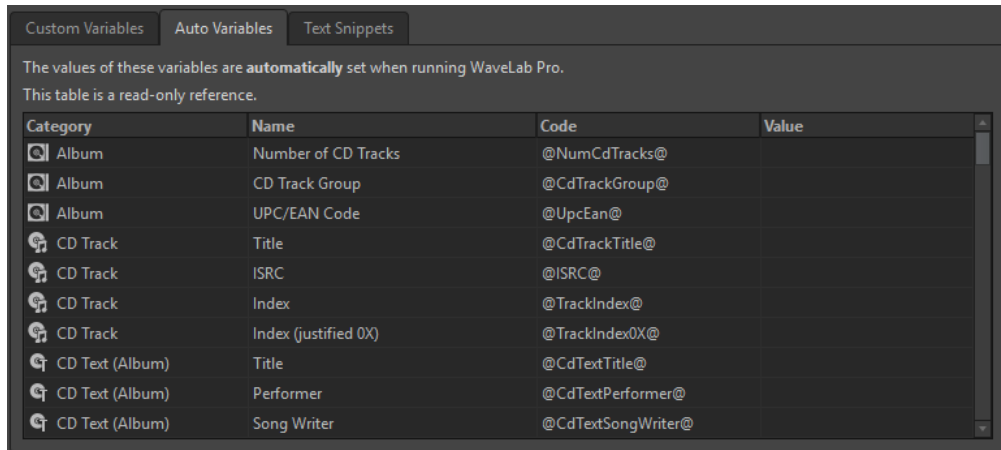 Custom Variables Auto Variables Text Snippets
The values of these variables are automatically set when running WaveLab Pro.
This table is a read-only reference.
Category Name Code Value
Album Number of CD Tracks @NumCdTracks@
Album CD Track Group @CdTrackGroup@
Album UPC/EAN Code @UpcEan@
CD Track Title @CdTrackTitle@
CD Track ISRC @ISRC@
CD Track Index @TrackIndex@
CD Track Index (justified 0X) @TrackIndex0X@
CD Text (Album) Title @CdTextTitle@
CD Text (Album) Performer @CdTextPerformer@
CD Text (Album) Song Writer @CdTextSongWriter@